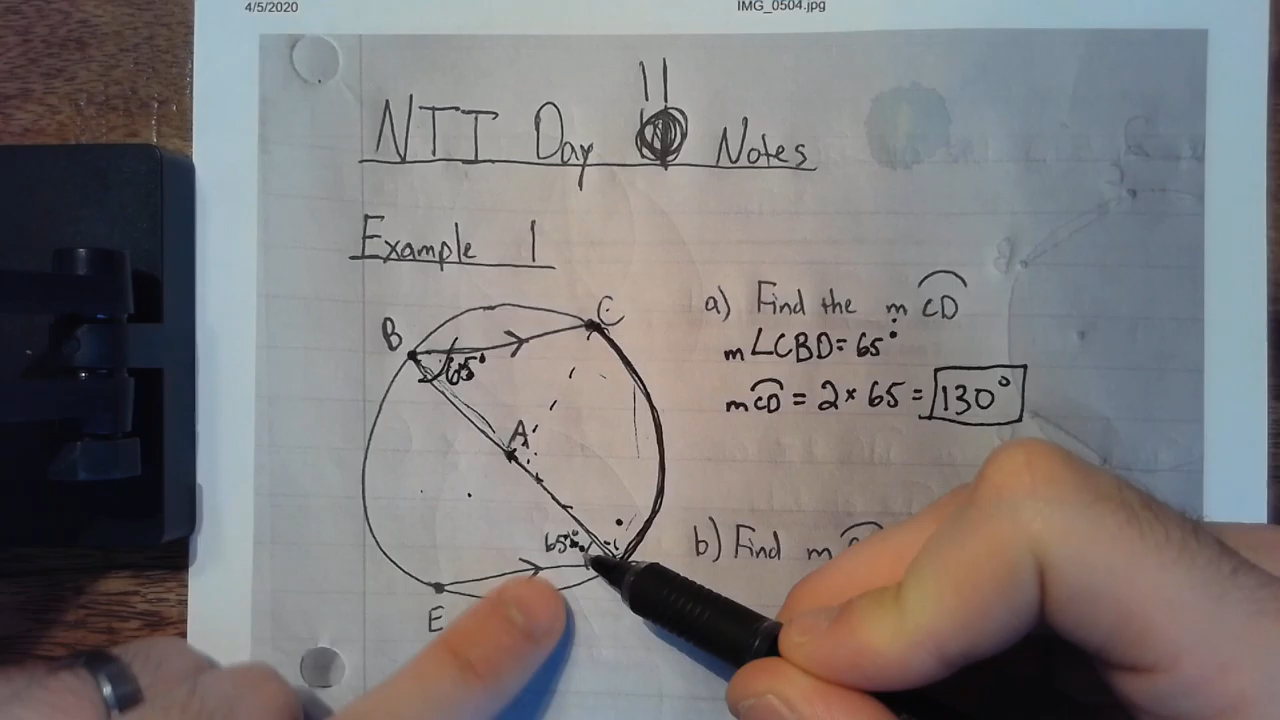 4/5/2020
IMG_0504.jpg
NTI Day 11 Notes
Example 1
B
C
65°
A
65°
E
a) Find the m CD
m∠CBD = 65°
mCD = 2 × 65 = 130°
b) Find m